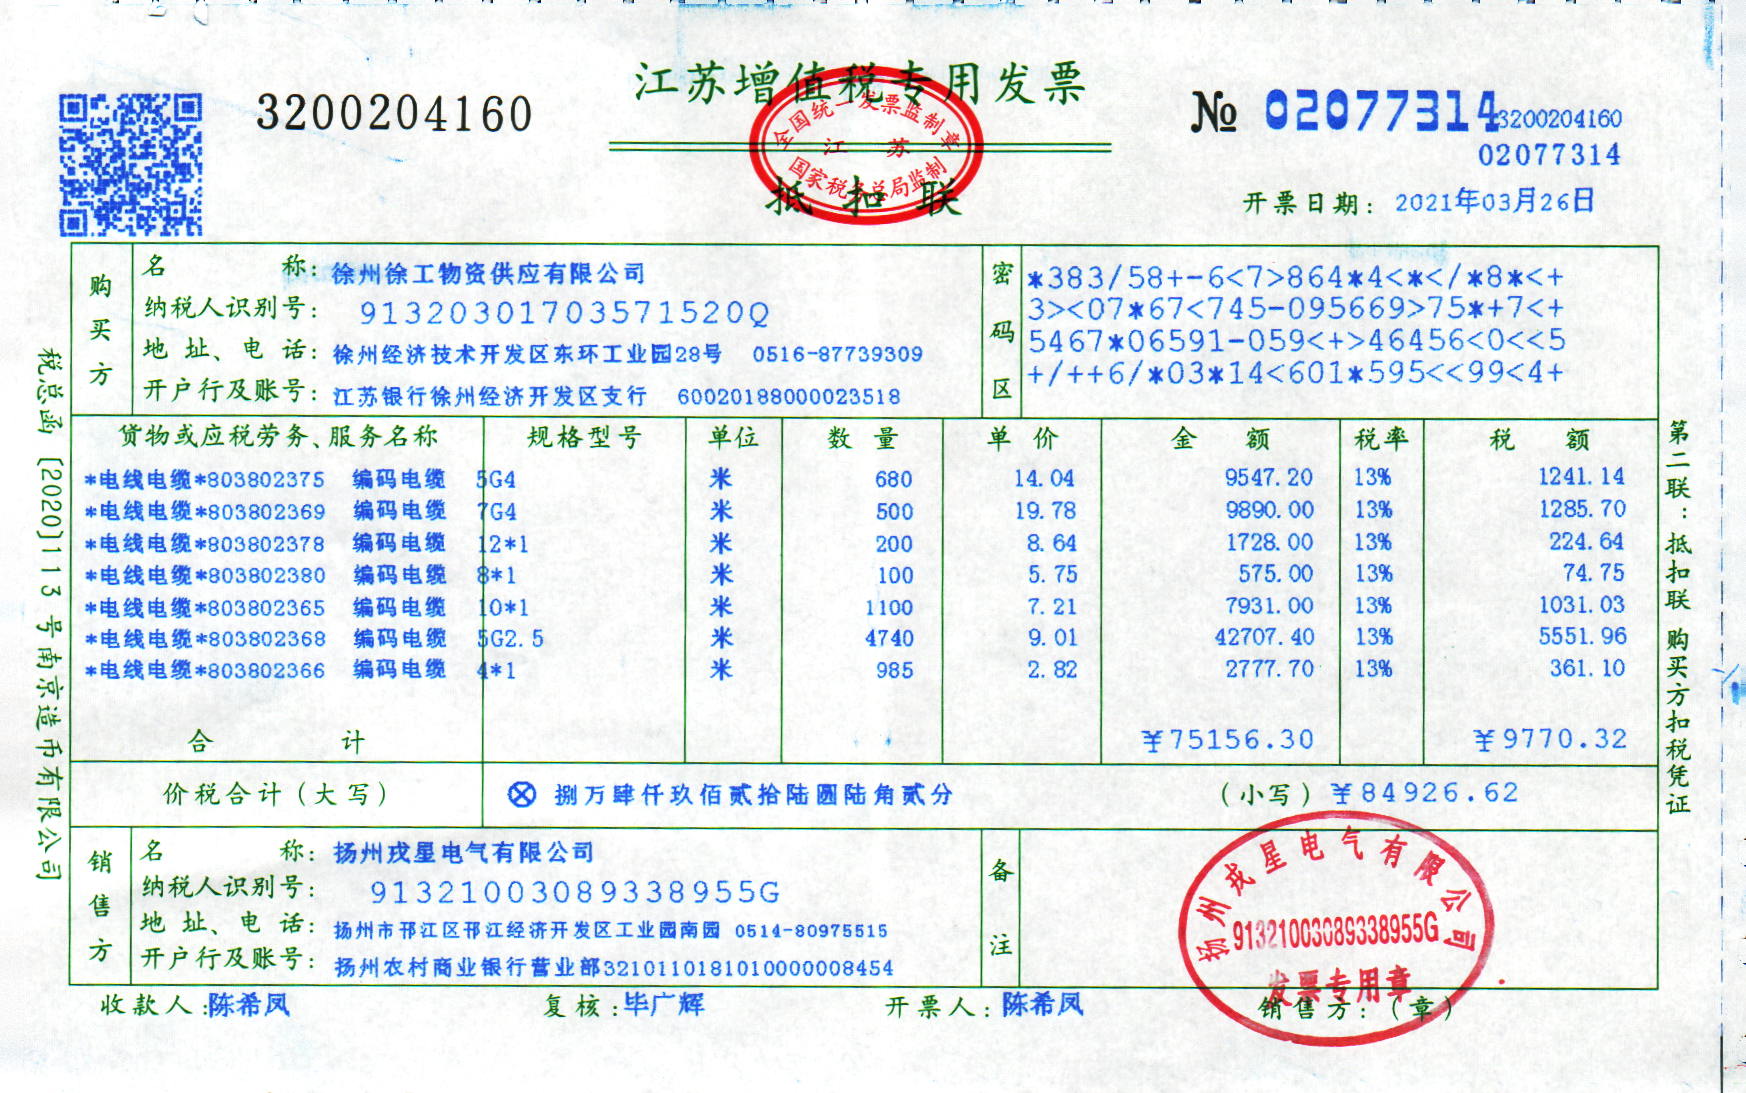 江苏增值税专用发票
3200204160
№ 02077314
3200204160
02077314
全国统一发票监制章
江 苏
国家税务总局监制
抵 扣 联
开票日期: 2021年03月26日
购买方
名 称: 徐州徐工物资供应有限公司
纳税人识别号: 91320301703571520Q
地 址、电 话: 徐州经济技术开发区东环工业园28号 0516-87739309
开户行及账号: 江苏银行徐州经济开发区支行 60020188000023518
密码区
*383/58+-6<7>864*4<*</*8*<+
3><07*67<745-095669>75*+7<+
5467*06591-059<+>46456<0<<5
+/++6/*03*14<601*595<<99<4+
货物或应税劳务、服务名称 规格型号 单位 数 量 单 价 金 额 税率 税 额
*电线电缆*803802375 编码电缆 5G4 米 680 14.04 9547.20 13% 1241.14
*电线电缆*803802369 编码电缆 7G4 米 500 19.78 9890.00 13% 1285.70
*电线电缆*803802378 编码电缆 12*1 米 200 8.64 1728.00 13% 224.64
*电线电缆*803802380 编码电缆 8*1 米 100 5.75 575.00 13% 74.75
*电线电缆*803802365 编码电缆 10*1 米 1100 7.21 7931.00 13% 1031.03
*电线电缆*803802368 编码电缆 5G2.5 米 4740 9.01 42707.40 13% 5551.96
*电线电缆*803802366 编码电缆 4*1 米 985 2.82 2777.70 13% 361.10
合 计 ¥75156.30 ¥9770.32
价税合计(大写) ⊗ 捌万肆仟玖佰贰拾陆圆陆角贰分 (小写) ¥84926.62
销售方
名 称: 扬州戎星电气有限公司
纳税人识别号: 91321003089338955G
地 址、电 话: 扬州市邗江区邗江经济开发区工业园南园 0514-80975515
开户行及账号: 扬州农村商业银行营业部3210110181010000008454
备注
扬州戎星电气有限公司
91321003089338955G
发票专用章
收款人:陈希凤 复核:毕广辉 开票人:陈希凤 销售方:(章)
税总函〔2020〕113号南京造币有限公司
第二联:抵扣联 购买方扣税凭证